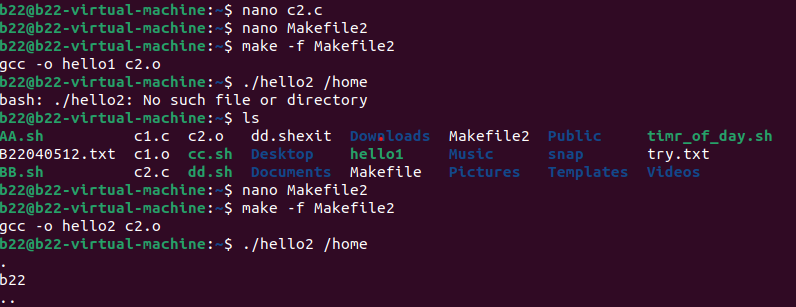 b22@b22-virtual-machine:~$ nano c2.c
b22@b22-virtual-machine:~$ nano Makefile2
b22@b22-virtual-machine:~$ make -f Makefile2
gcc -o hello1 c2.o
b22@b22-virtual-machine:~$ ./hello2 /home
bash: ./hello2: No such file or directory
b22@b22-virtual-machine:~$ ls
AA.sh c1.c c2.o dd.shexit Downloads Makefile2 Public timr_of_day.sh
B22040512.txt c1.o cc.sh Desktop hello1 Music snap try.txt
BB.sh c2.c dd.sh Documents Makefile Pictures Templates Videos
b22@b22-virtual-machine:~$ nano Makefile2
b22@b22-virtual-machine:~$ make -f Makefile2
gcc -o hello2 c2.o
b22@b22-virtual-machine:~$ ./hello2 /home
.
b22
..